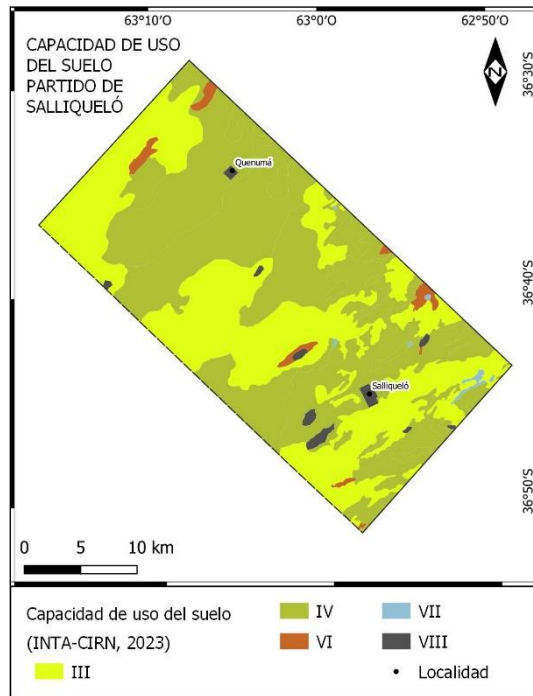 63°10'O
63°0'O
62°50'O
CAPACIDAD DE USO
DEL SUELO
PARTIDO DE
SALLIQUELÓ
N
36°30'S
Quenumá
36°40'S
Salliqueló
36°50'S
0 5 10 km
Capacidad de uso del suelo
(INTA-CIRN, 2023)
III
IV
VI
VII
VIII
Localidad